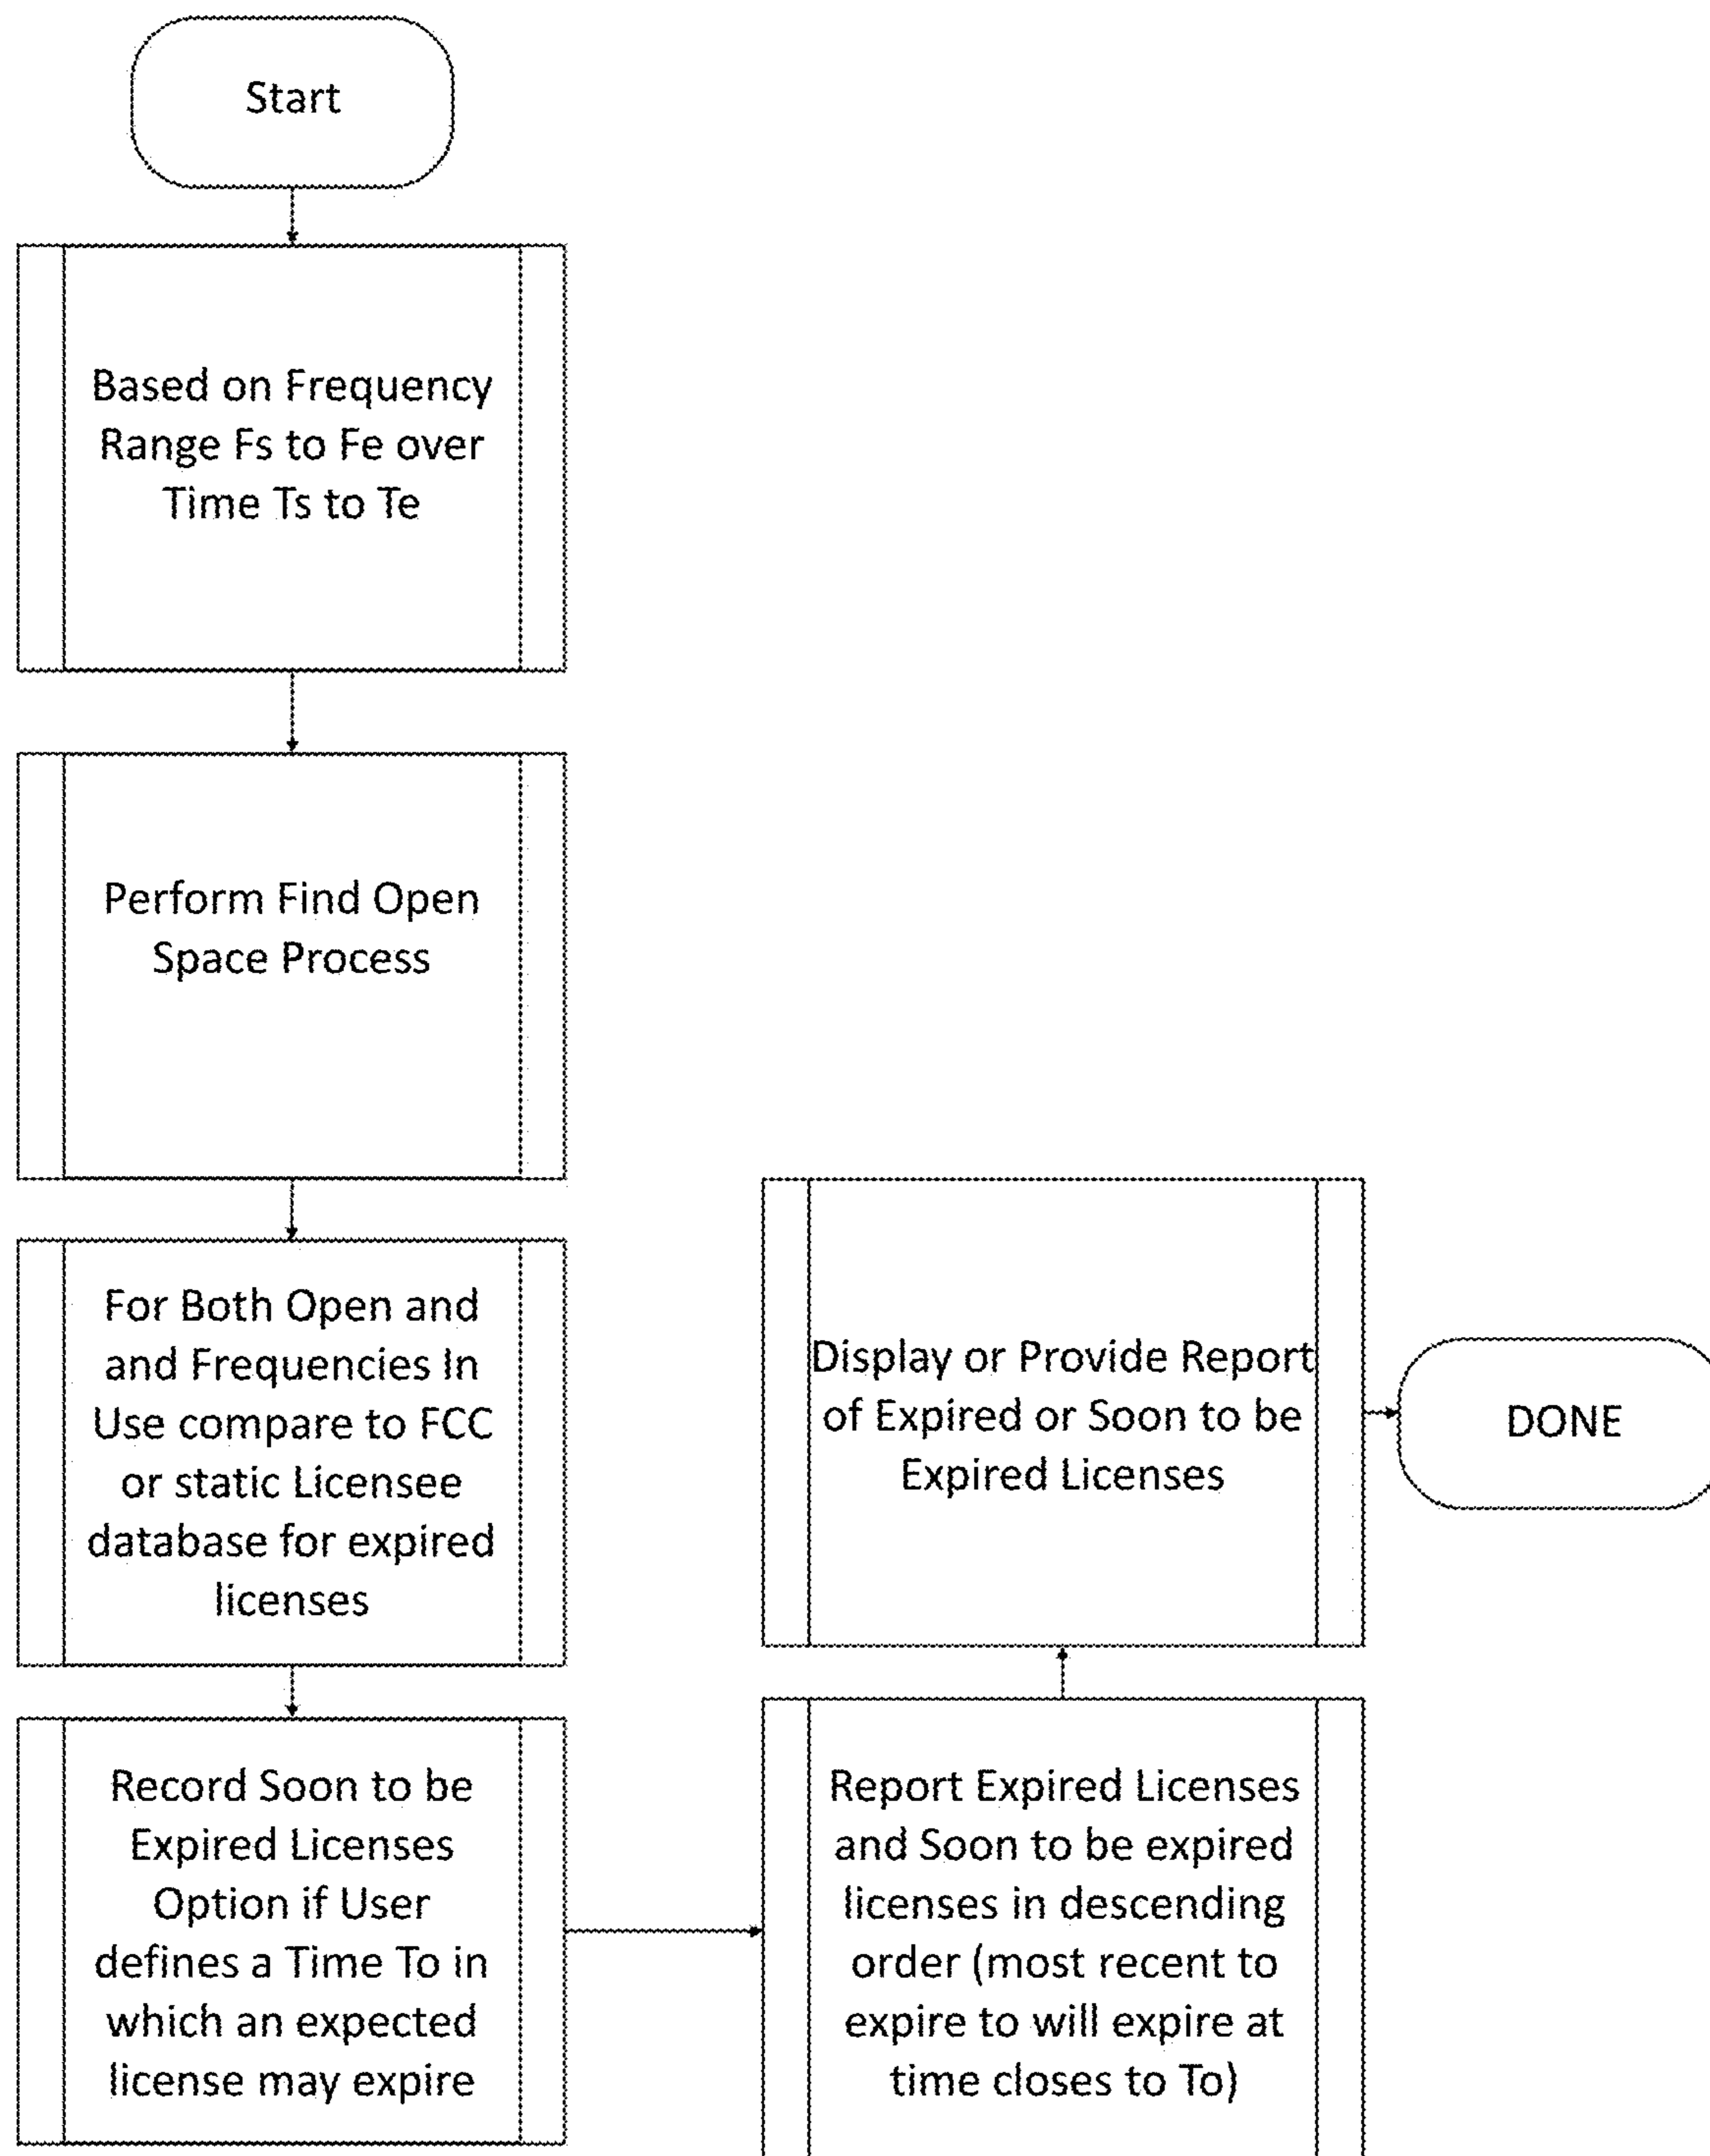 Start
Based on Frequency
Range Fs to Fe over
Time Ts to Te
Perform Find Open
Space Process
For Both Open and
and Frequencies In
Use compare to FCC
or static Licensee
database for expired
licenses
Record Soon to be
Expired Licenses
Option if User
defines a Time To in
which an expected
license may expire
Report Expired Licenses
and Soon to be expired
licenses in descending
order (most recent to
expire to will expire at
time closes to To)
Display or Provide Report
of Expired or Soon to be
Expired Licenses
DONE